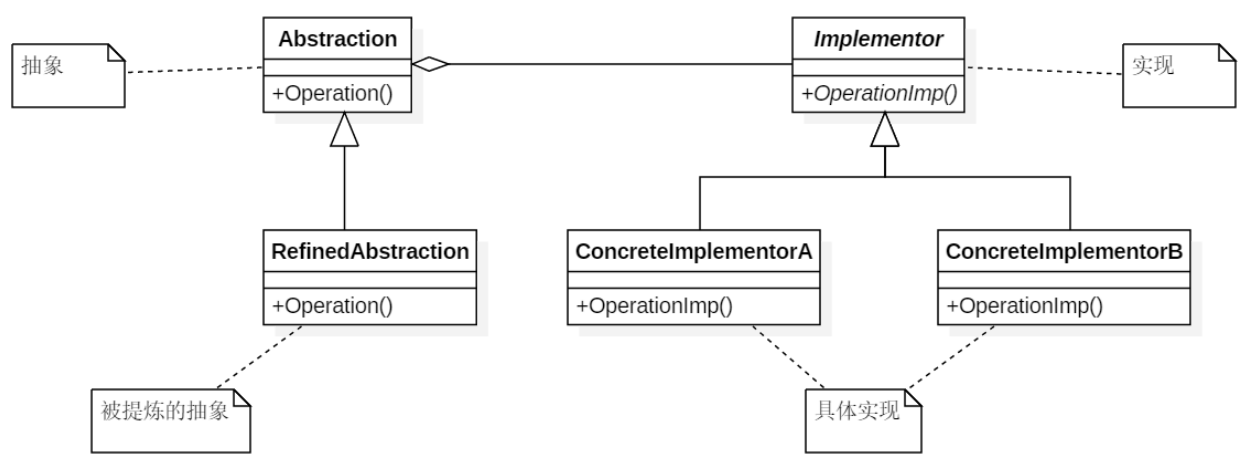 抽象
Abstraction
+Operation()
Implementor
+OperationImp()
实现
RefinedAbstraction
+Operation()
ConcreteImplementorA
+OperationImp()
ConcreteImplementorB
+OperationImp()
被提炼的抽象
具体实现